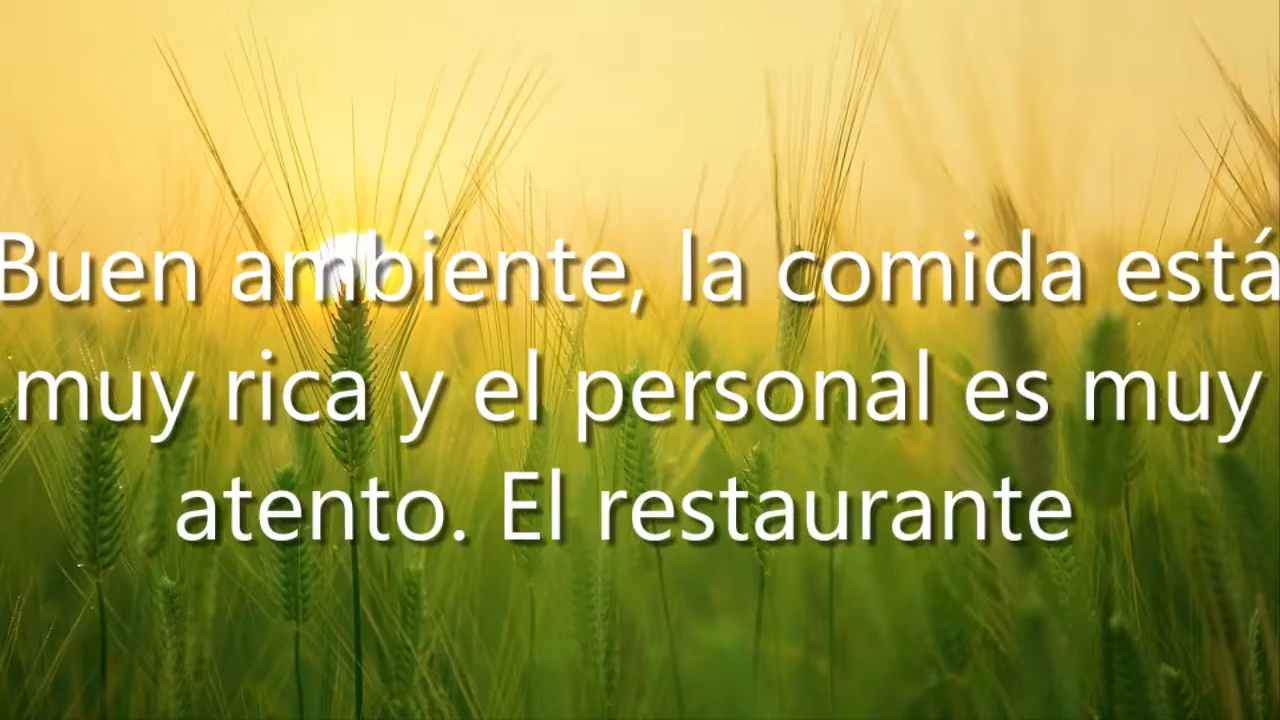 Buen ambiente, la comida está
muy rica y el personal es muy
atento. El restaurante